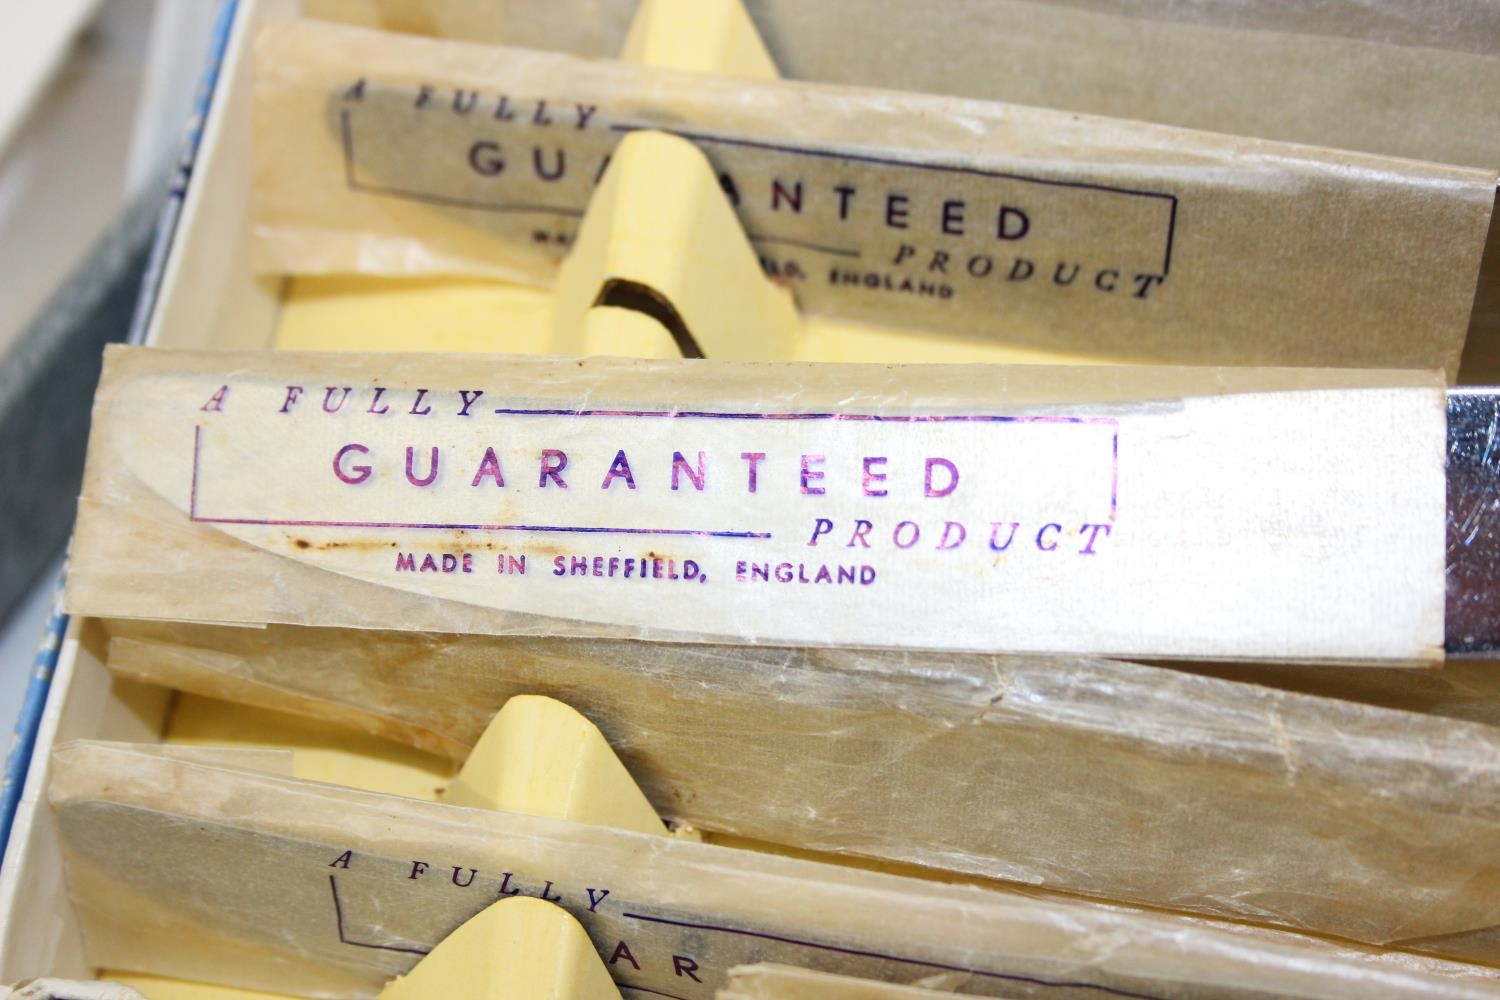 A FULLY
GUARANTEED
PRODUCT
ENGLAND
A FULLY
GUARANTEED
PRODUCT
MADE IN SHEFFIELD, ENGLAND
A FULLY